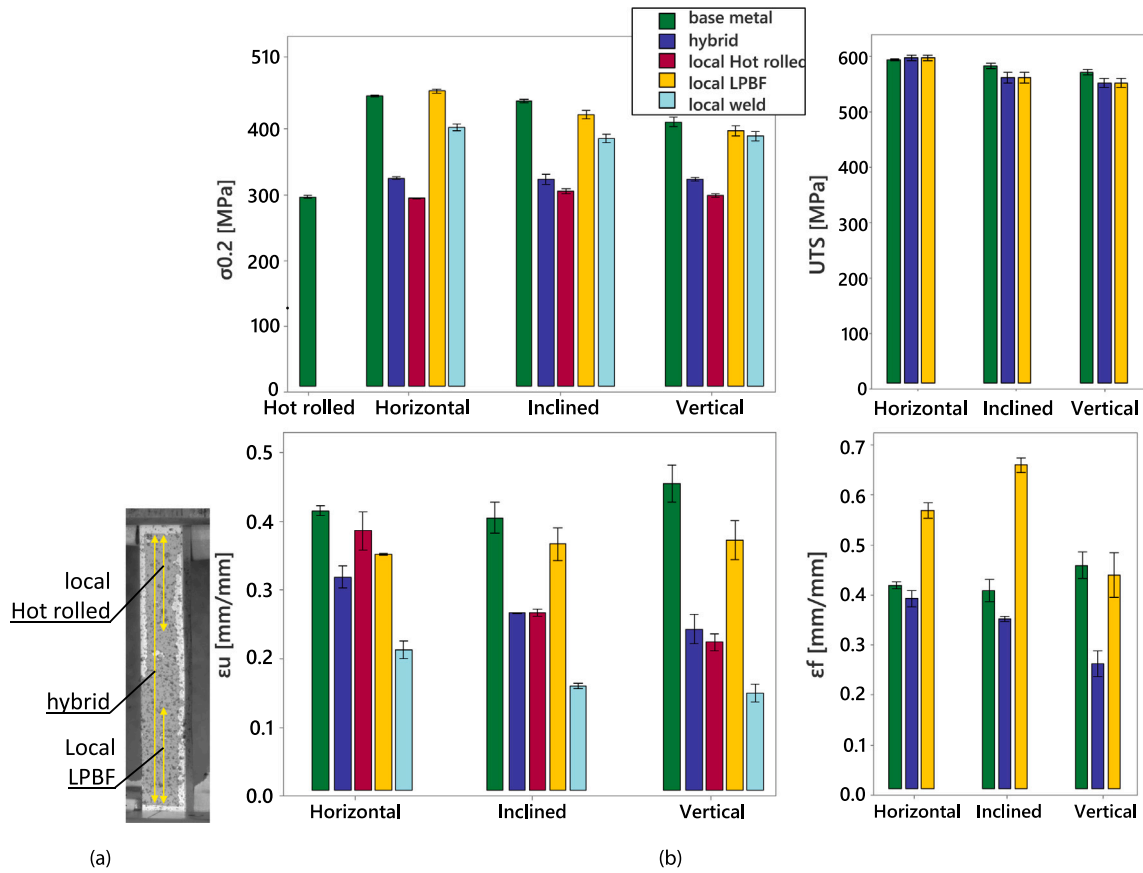 base metal
hybrid
local Hot rolled
local LPBF
local weld
510
400
300
200
100
0
σ0.2 [MPa]
Hot rolled
Horizontal
Inclined
Vertical
600
500
400
300
200
100
0
UTS [MPa]
Horizontal
Inclined
Vertical
local
Hot rolled
hybrid
Local
LPBF
(a)
0.5
0.4
0.3
0.2
0.1
0.0
εu [mm/mm]
Horizontal
Inclined
Vertical
0.7
0.6
0.5
0.4
0.3
0.2
0.1
0.0
εf [mm/mm]
Horizontal
Inclined
Vertical
(b)